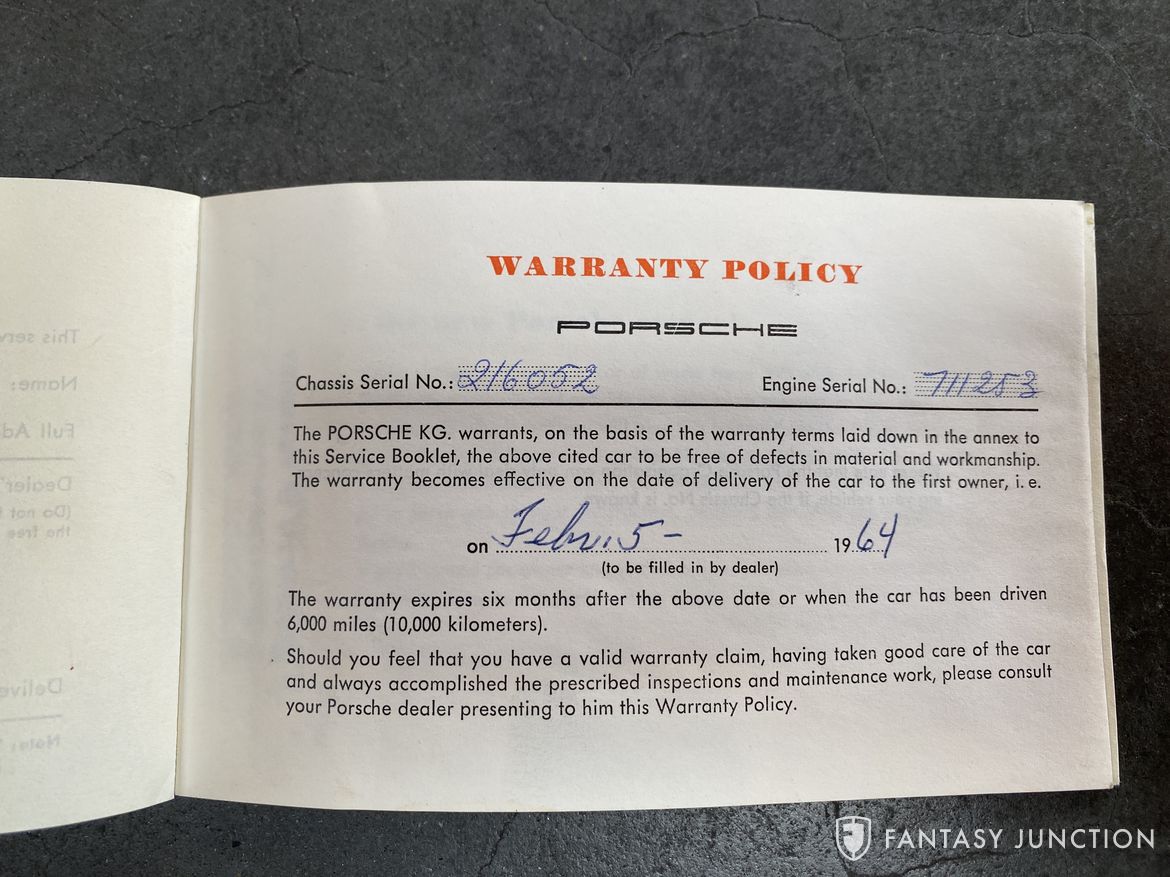 WARRANTY POLICY
PORSCHE
Chassis Serial No.: 216052 Engine Serial No.: 711253
The PORSCHE KG. warrants, on the basis of the warranty terms laid down in the annex to
this Service Booklet, the above cited car to be free of defects in material and workmanship.
The warranty becomes effective on the date of delivery of the car to the first owner, i. e.
on Febr. 5 - 1964
(to be filled in by dealer)
The warranty expires six months after the above date or when the car has been driven
6,000 miles (10,000 kilometers).
Should you feel that you have a valid warranty claim, having taken good care of the car
and always accomplished the prescribed inspections and maintenance work, please consult
your Porsche dealer presenting to him this Warranty Policy.
FANTASY JUNCTION